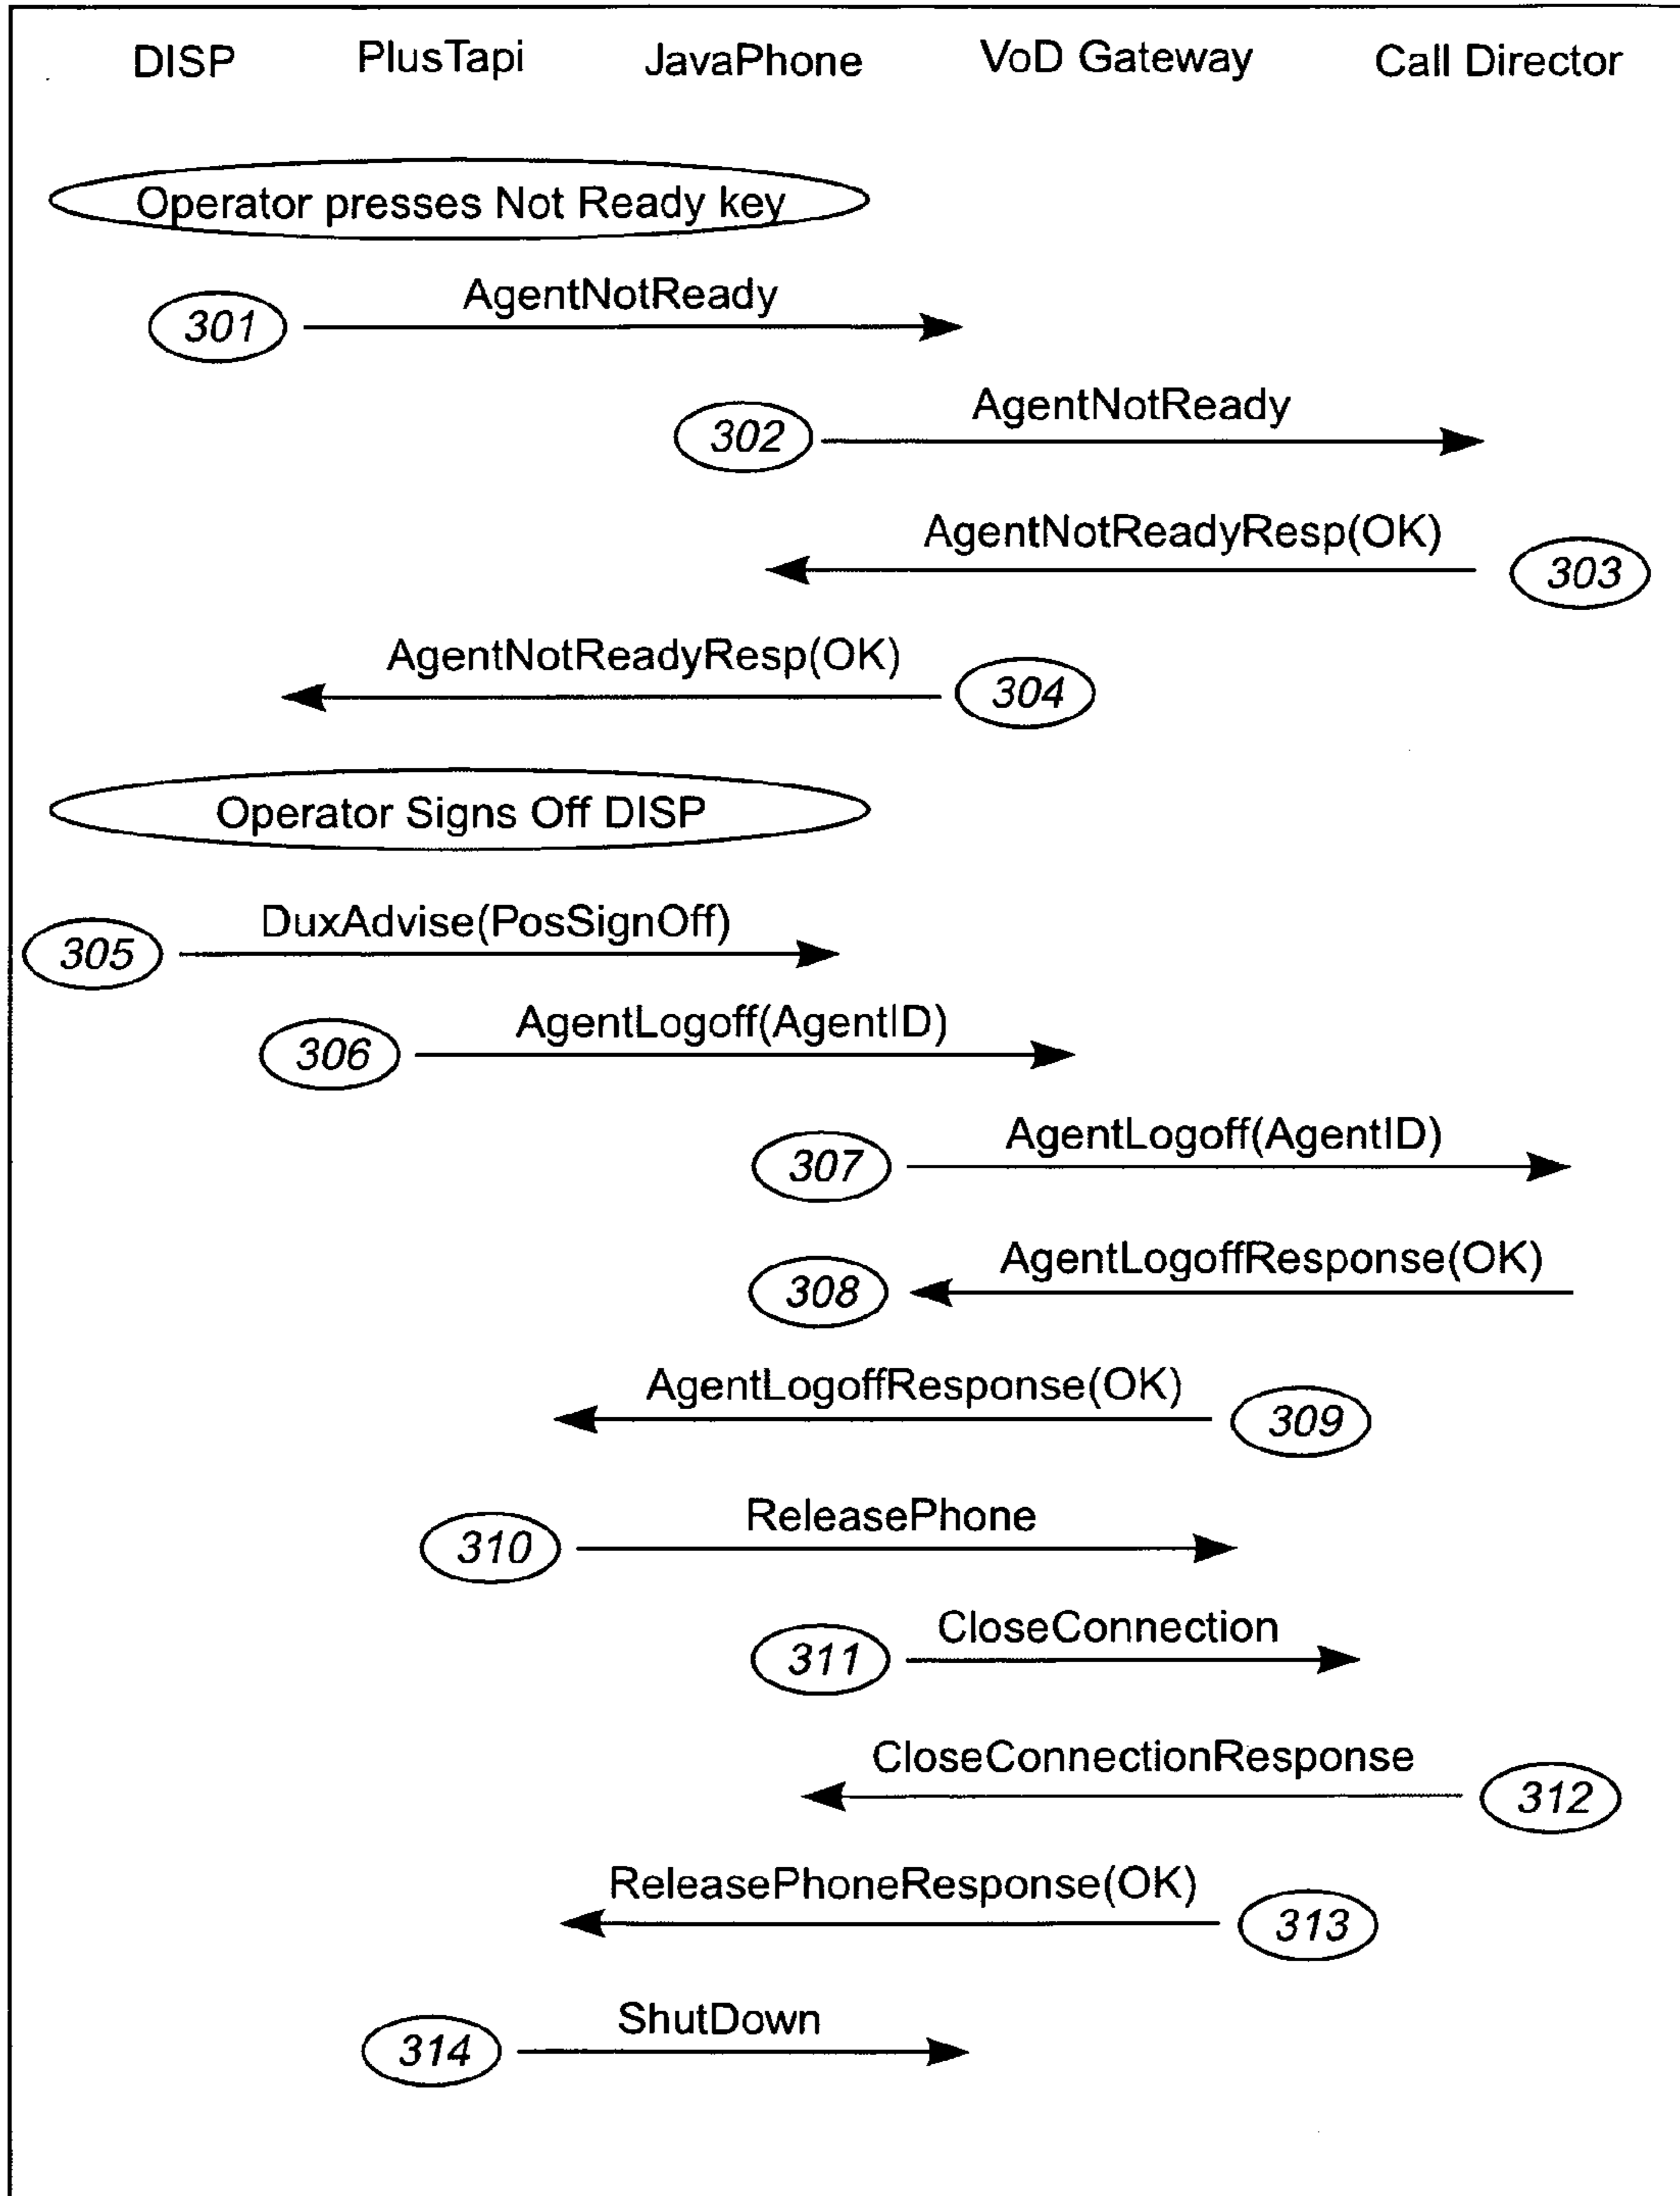 DISP PlusTapi JavaPhone VoD Gateway Call Director
Operator presses Not Ready key
AgentNotReady
301
AgentNotReady
302
AgentNotReadyResp(OK)
303
AgentNotReadyResp(OK)
304
Operator Signs Off DISP
DuxAdvise(PosSignOff)
305
AgentLogoff(AgentID)
306
AgentLogoff(AgentID)
307
AgentLogoffResponse(OK)
308
AgentLogoffResponse(OK)
309
ReleasePhone
310
CloseConnection
311
CloseConnectionResponse
312
ReleasePhoneResponse(OK)
313
ShutDown
314